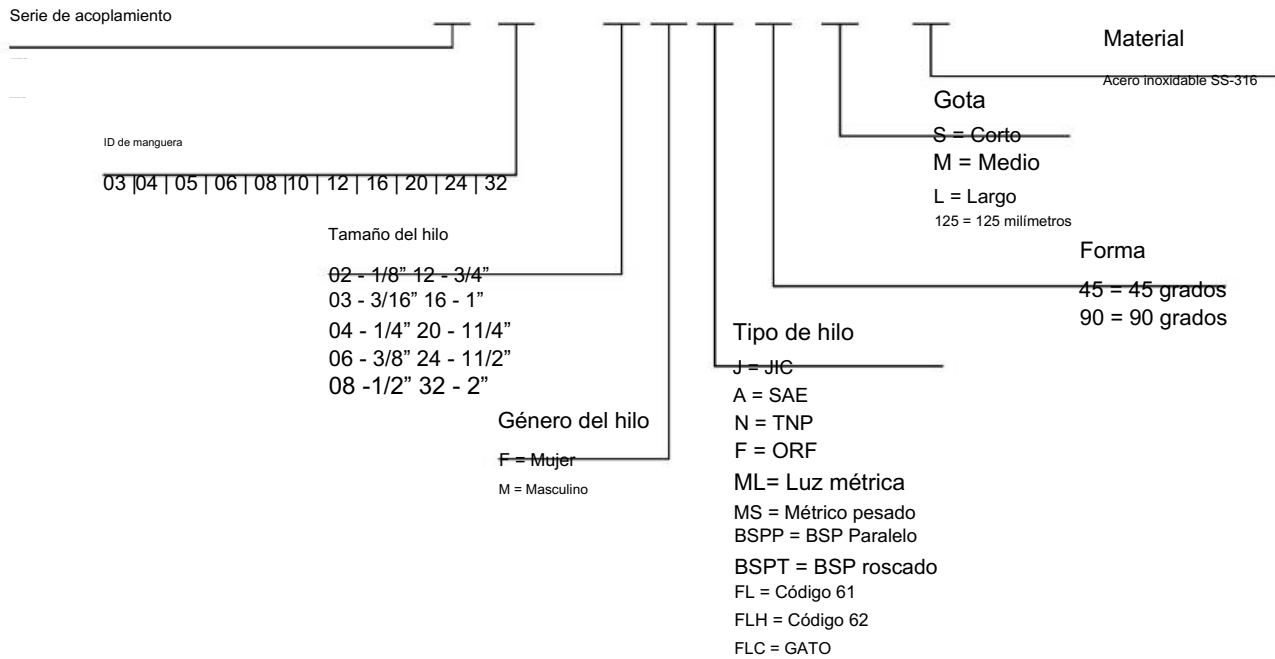 Serie de acoplamiento
Material
Acero inoxidable SS-316
Gota
S = Corto
M = Medio
L = Largo
125 = 125 milímetros
ID de manguera
03 |04 | 05 | 06 | 08 |10 | 12 | 16 | 20 | 24 | 32
Tamaño del hilo
02 - 1/8” 12 - 3/4”
03 - 3/16” 16 - 1”
04 - 1/4” 20 - 11/4”
06 - 3/8” 24 - 11/2”
08 -1/2” 32 - 2”
Forma
45 = 45 grados
90 = 90 grados
Género del hilo
F = Mujer
M = Masculino
Tipo de hilo
J = JIC
A = SAE
N = TNP
F = ORF
ML= Luz métrica
MS = Métrico pesado
BSPP = BSP Paralelo
BSPT = BSP roscado
FL = Código 61
FLH = Código 62
FLC = GATO